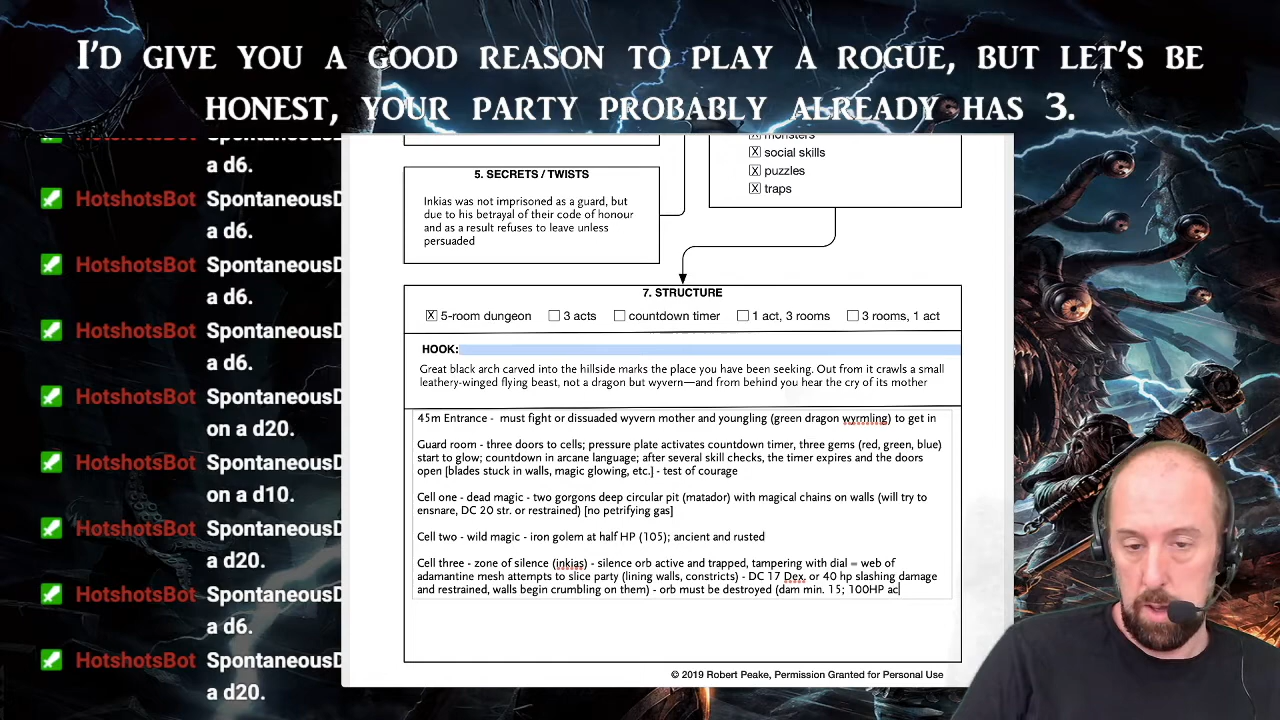 I'D GIVE YOU A GOOD REASON TO PLAY A ROGUE, BUT LET'S BE
HONEST, YOUR PARTY PROBABLY ALREADY HAS 3.
HotshotsBot
a d6.
HotshotsBot SpontaneousD
a d6.
HotshotsBot SpontaneousD
a d6.
HotshotsBot SpontaneousD
a d6.
HotshotsBot SpontaneousD
on a d20.
HotshotsBot SpontaneousD
on a d10.
HotshotsBot SpontaneousD
a d20.
HotshotsBot SpontaneousD
a d6.
HotshotsBot SpontaneousD
a d20.
X monsters
X social skills
X puzzles
X traps
5. SECRETS / TWISTS
Inkias was not imprisoned as a guard, but
due to his betrayal of their code of honour
and as a result refuses to leave unless
persuaded
7. STRUCTURE
X 5-room dungeon 3 acts countdown timer 1 act, 3 rooms 3 rooms, 1 act
HOOK:
Great black arch carved into the hillside marks the place you have been seeking. Out from it crawls a small
leathery-winged flying beast, not a dragon but wyvern—and from behind you hear the cry of its mother
45m Entrance - must fight or dissuaded wyvern mother and youngling (green dragon wyrmling) to get in
Guard room - three doors to cells; pressure plate activates countdown timer, three gems (red, green, blue)
start to glow; countdown in arcane language; after several skill checks, the timer expires and the doors
open [blades stuck in walls, magic glowing, etc.] - test of courage
Cell one - dead magic - two gorgons deep circular pit (matador) with magical chains on walls (will try to
ensnare, DC 20 str. or restrained) [no petrifying gas]
Cell two - wild magic - iron golem at half HP (105); ancient and rusted
Cell three - zone of silence (inkias) - silence orb active and trapped, tampering with dial = web of
adamantine mesh attempts to slice party (lining walls, constricts) - DC 17 Dex. or 40 hp slashing damage
and restrained, walls begin crumbling on them) - orb must be destroyed (dam min. 15; 100HP ac
© 2019 Robert Peake, Permission Granted for Personal Use